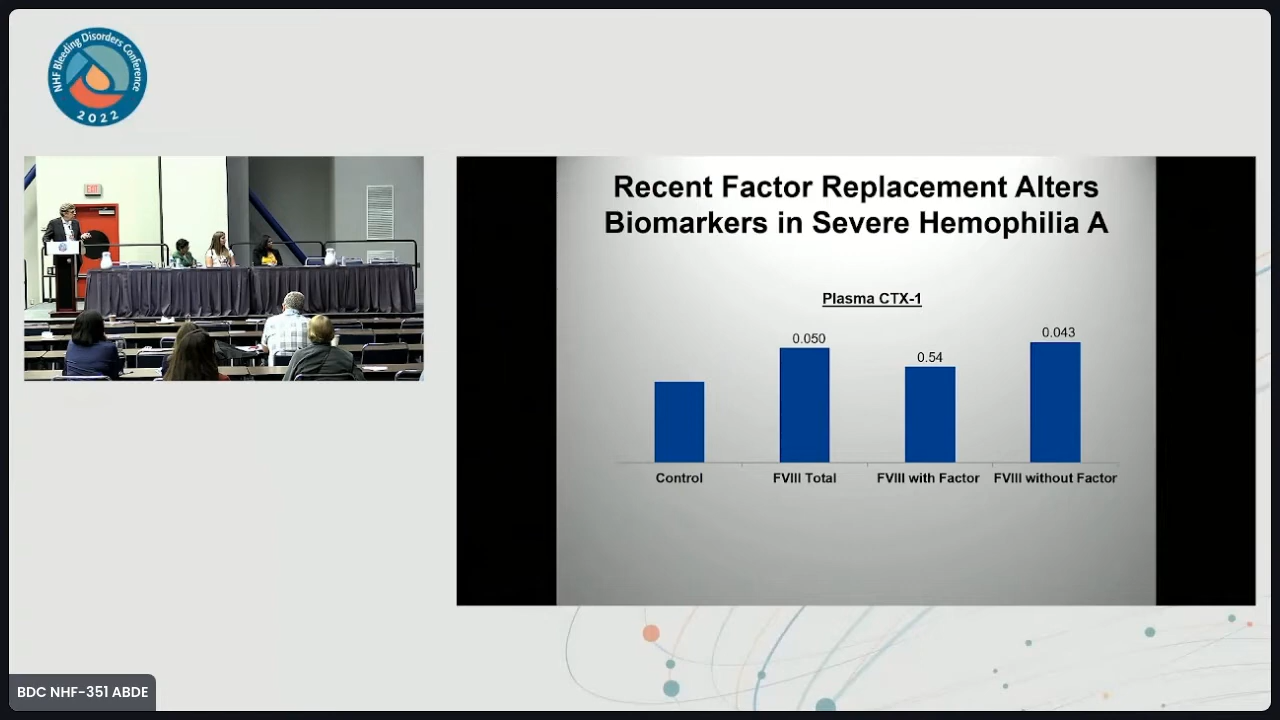 NHF Bleeding Disorders Conference
2022
EXIT
Recent Factor Replacement Alters
Biomarkers in Severe Hemophilia A
Plasma CTX-1
0.050
0.54
0.043
Control
FVIII Total
FVIII with Factor
FVIII without Factor
BDC NHF-351 ABDE